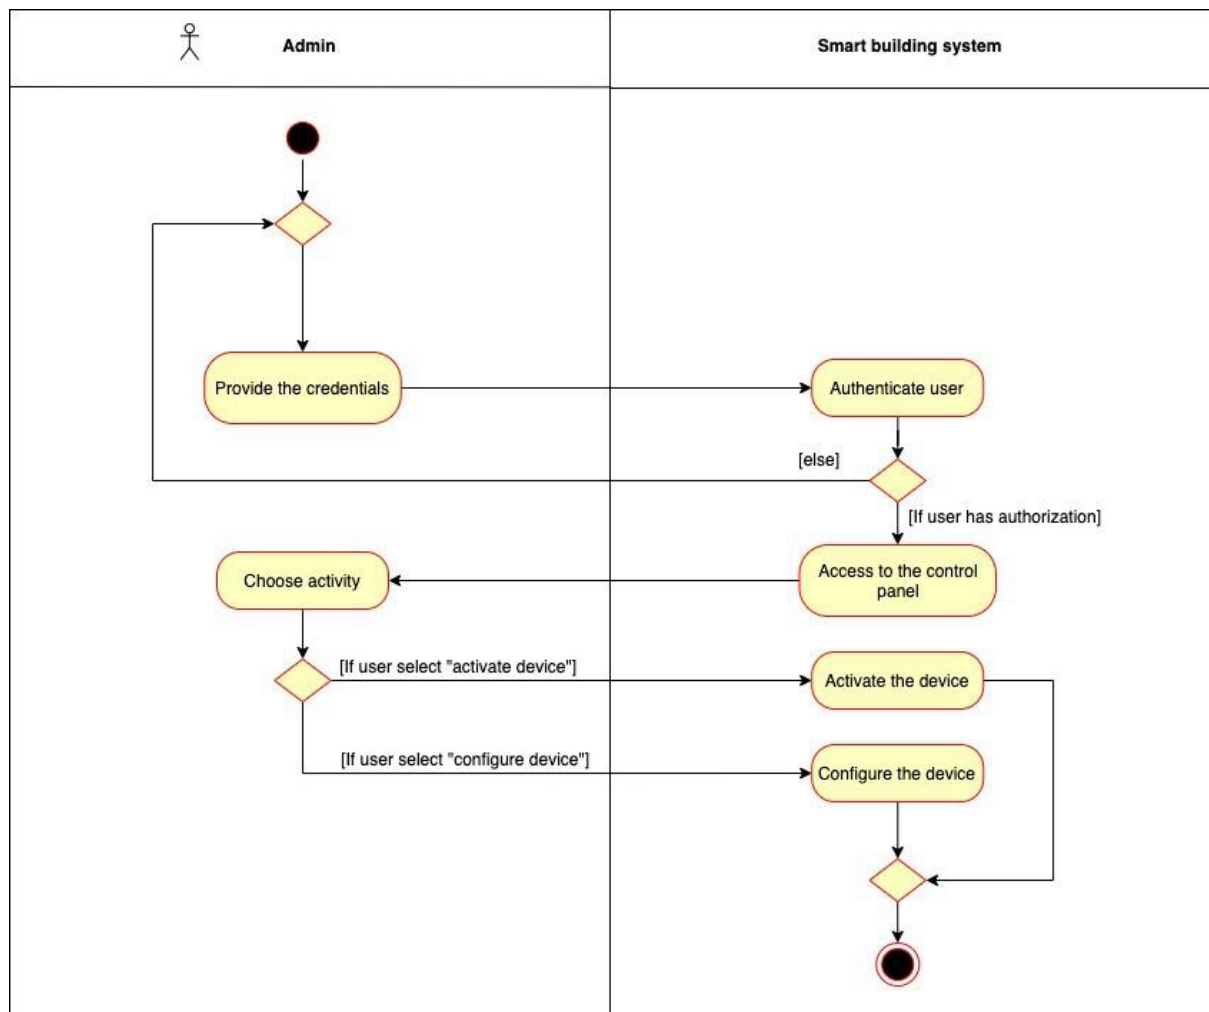 Admin
Smart building system
Provide the credentials
Authenticate user
[else]
[If user has authorization]
Access to the control
panel
Choose activity
[If user select "activate device"]
Activate the device
[If user select "configure device"]
Configure the device